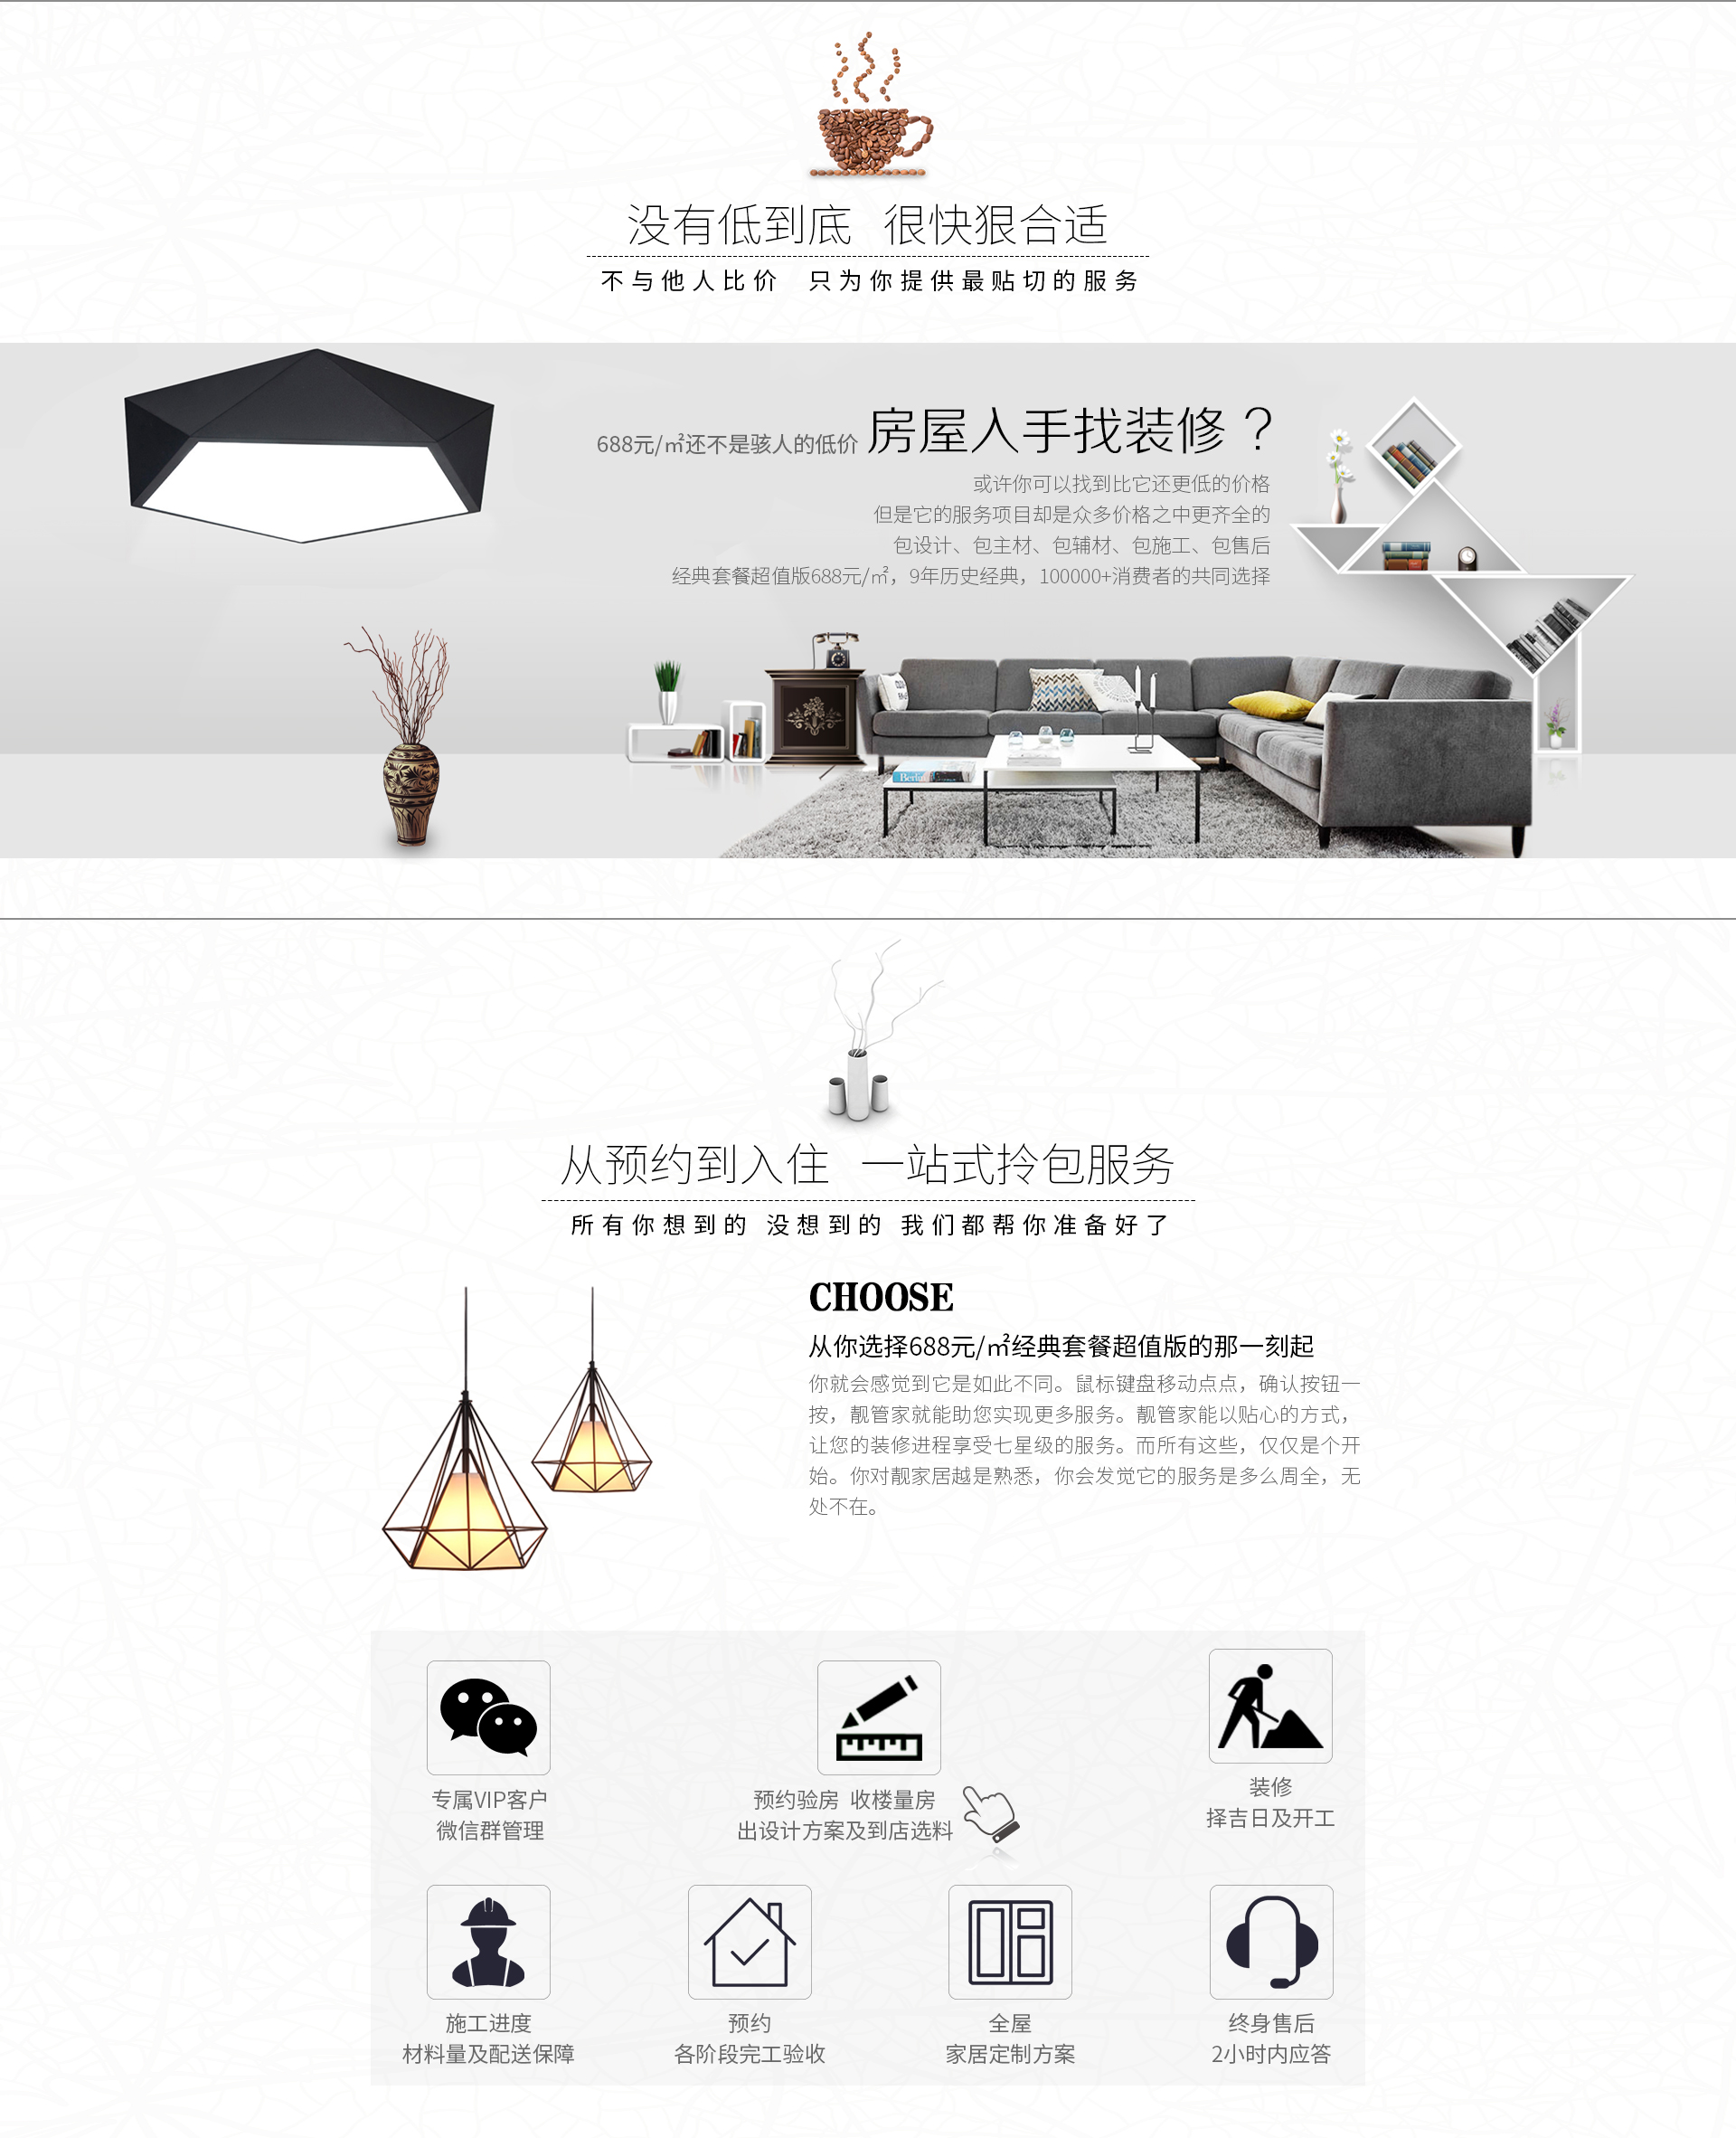 没有低到底 很快狠合适
不与他人比价 只为你提供最贴切的服务
688元/㎡还不是骇人的低价 房屋入手找装修？
或许你可以找到比它还更低的价格
但是它的服务项目却是众多价格之中更齐全的
包设计、包主材、包辅材、包施工、包售后
经典套餐超值版688元/㎡，9年历史经典，100000+消费者的共同选择
Berlin
从预约到入住 一站式拎包服务
所有你想到的 没想到的 我们都帮你准备好了
CHOOSE
从你选择688元/㎡经典套餐超值版的那一刻起
你就会感觉到它是如此不同。鼠标键盘移动点点，确认按钮一
按，靓管家就能助您实现更多服务。靓管家能以贴心的方式，
让您的装修进程享受七星级的服务。而所有这些，仅仅是个开
始。你对靓家居越是熟悉，你会发觉它的服务是多么周全，无
处不在。
专属VIP客户
微信群管理
预约验房 收楼量房
出设计方案及到店选料
装修
择吉日及开工
施工进度
材料量及配送保障
预约
各阶段完工验收
全屋
家居定制方案
终身售后
2小时内应答